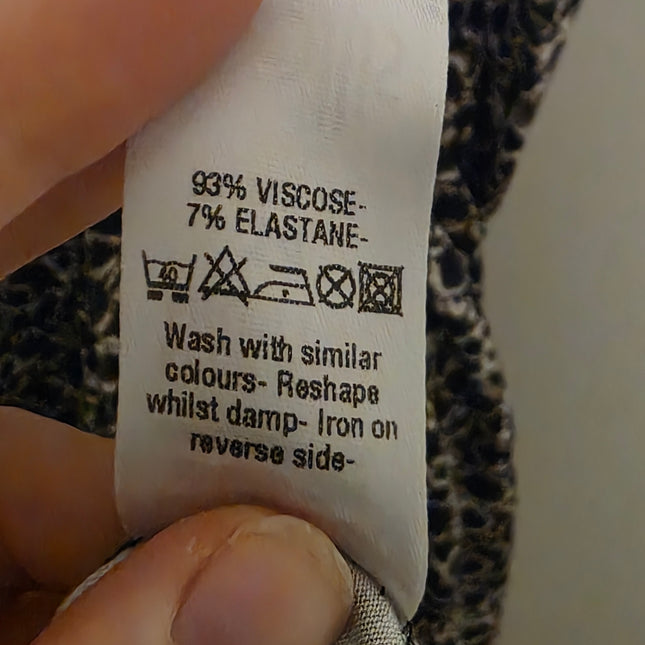 93% VISCOSE-
7% ELASTANE-
40
Wash with similar
colours- Reshape
whilst damp- Iron on
reverse side-